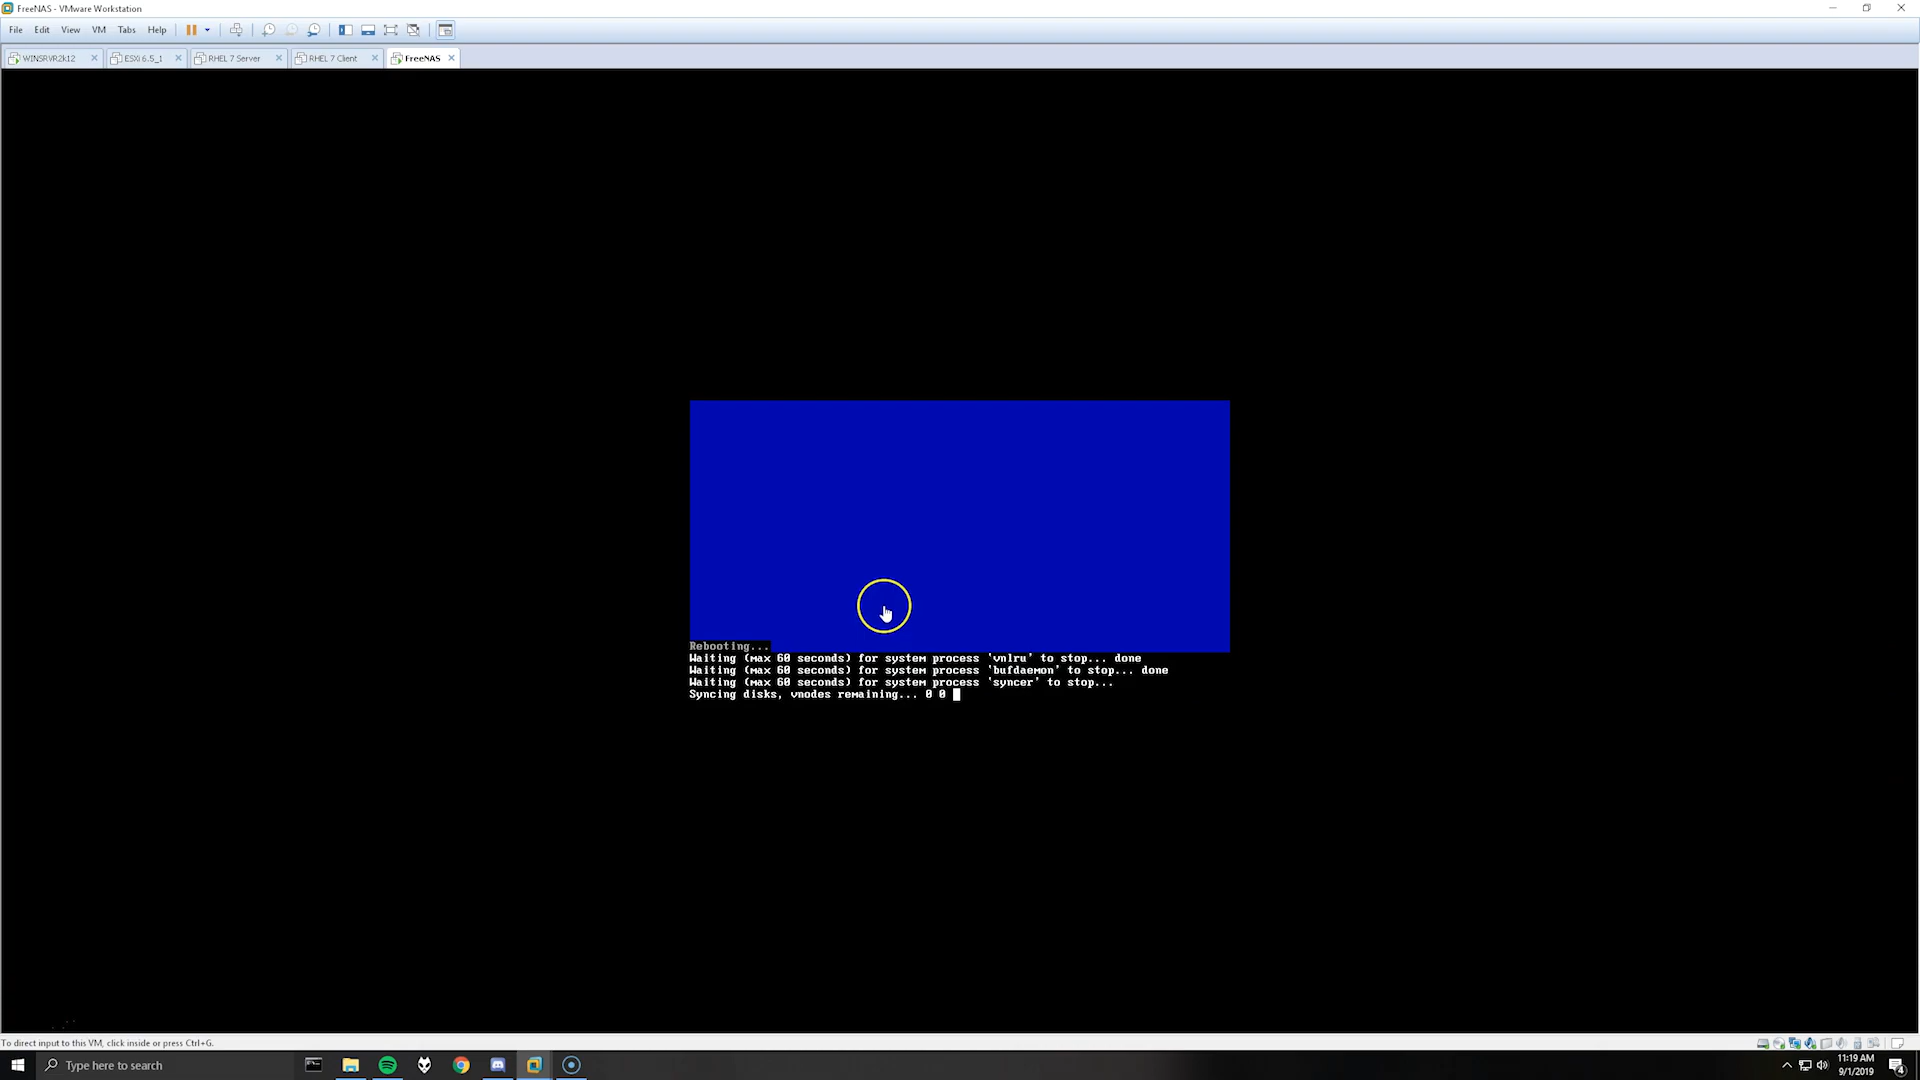 FreeNAS - VMware Workstation
File Edit View VM Tabs Help
WINSRVR2k12 ESXi 6.5_1 RHEL 7 Server RHEL 7 Client FreeNAS
Rebooting...
Waiting (max 60 seconds) for system process `vnlru' to stop... done
Waiting (max 60 seconds) for system process `bufdaemon' to stop... done
Waiting (max 60 seconds) for system process `syncer' to stop...
Syncing disks, vnodes remaining... 0 0
To direct input to this VM, click inside or press Ctrl+G.
Type here to search
11:19 AM
9/1/2019
4